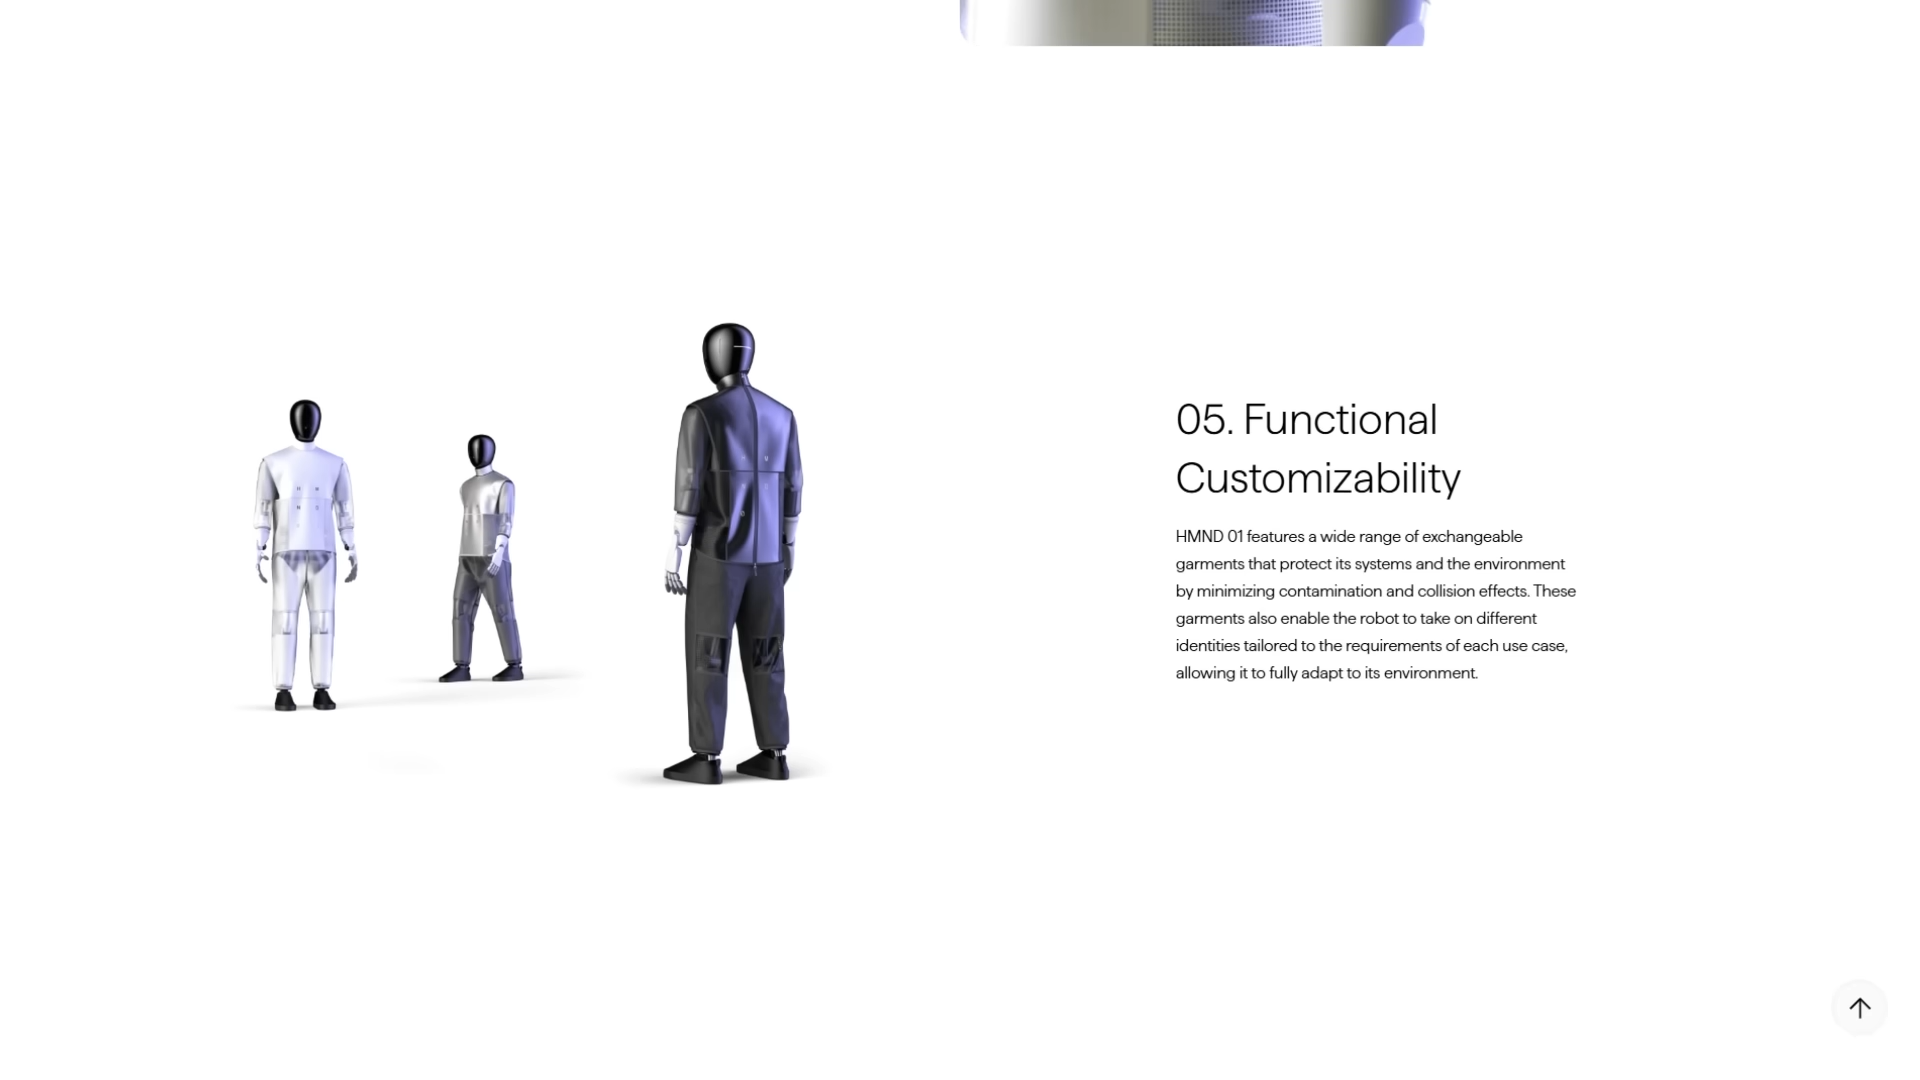 05. Functional
Customizability
HMND 01 features a wide range of exchangeable
garments that protect its systems and the environment
by minimizing contamination and collision effects. These
garments also enable the robot to take on different
identities tailored to the requirements of each use case,
allowing it to fully adapt to its environment.